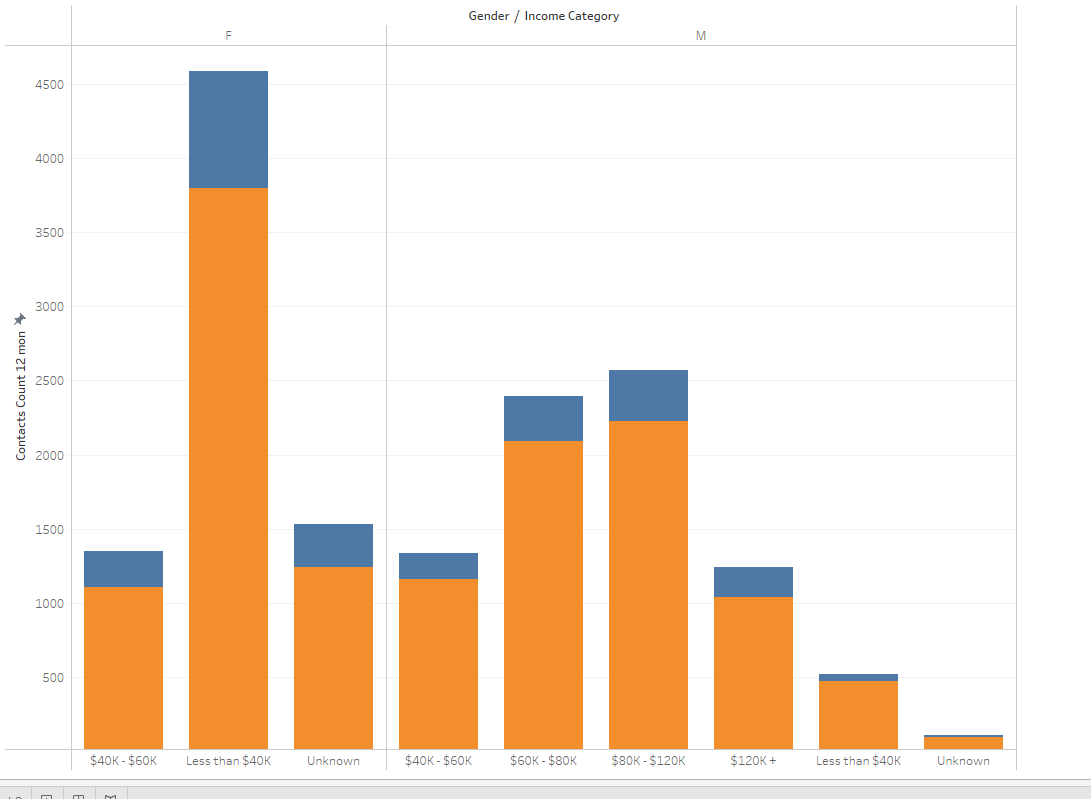 Gender / Income Category
F M
4500
4000
3500
3000
2500
2000
1500
1000
500
Contacts Count 12 mon
$40K - $60K Less than $40K Unknown $40K - $60K $60K - $80K $80K - $120K $120K + Less than $40K Unknown